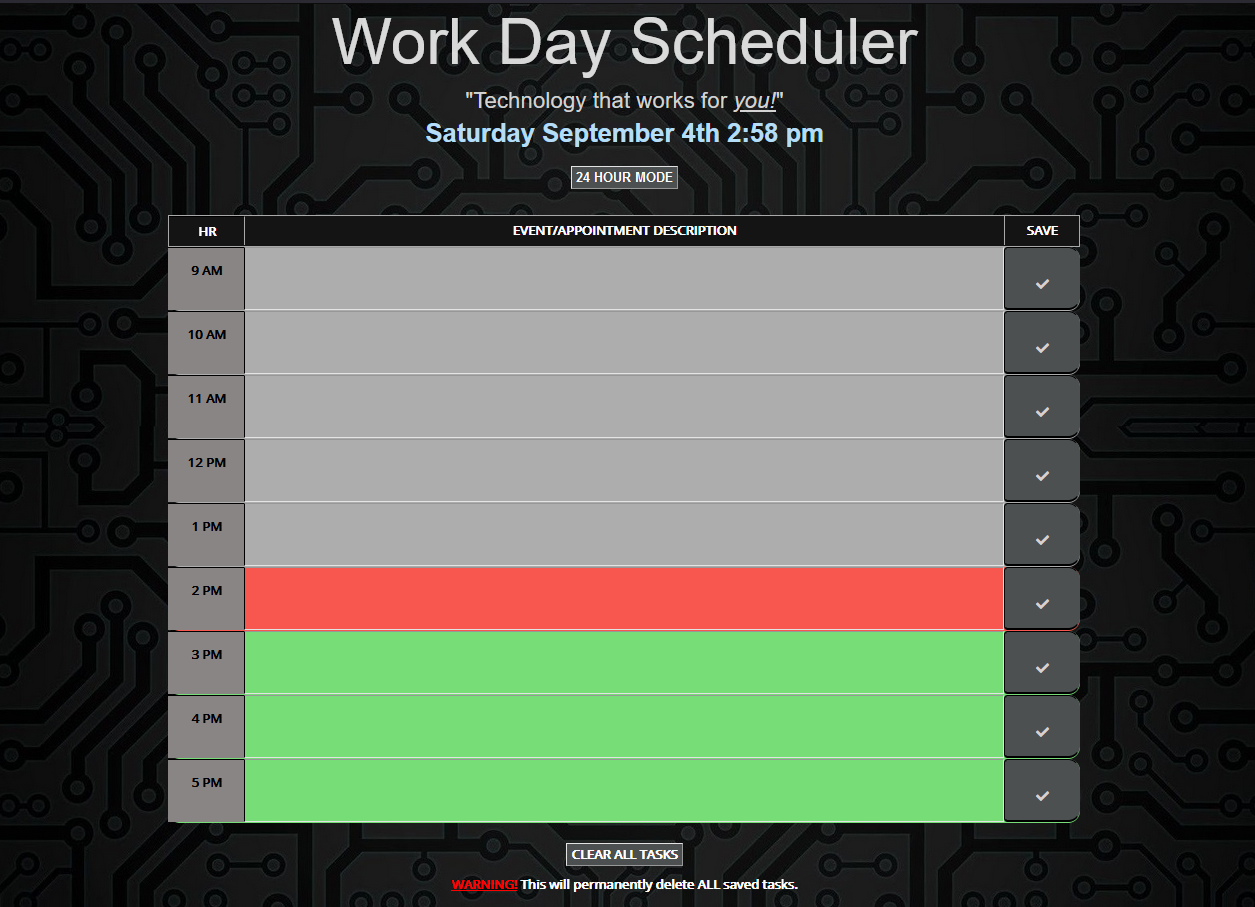 Work Day Scheduler
"Technology that works for you!"
Saturday September 4th 2:58 pm
24 HOUR MODE
HR EVENT/APPOINTMENT DESCRIPTION SAVE
9 AM
10 AM
11 AM
12 PM
1 PM
2 PM
3 PM
4 PM
5 PM
CLEAR ALL TASKS
WARNING! This will permanently delete ALL saved tasks.